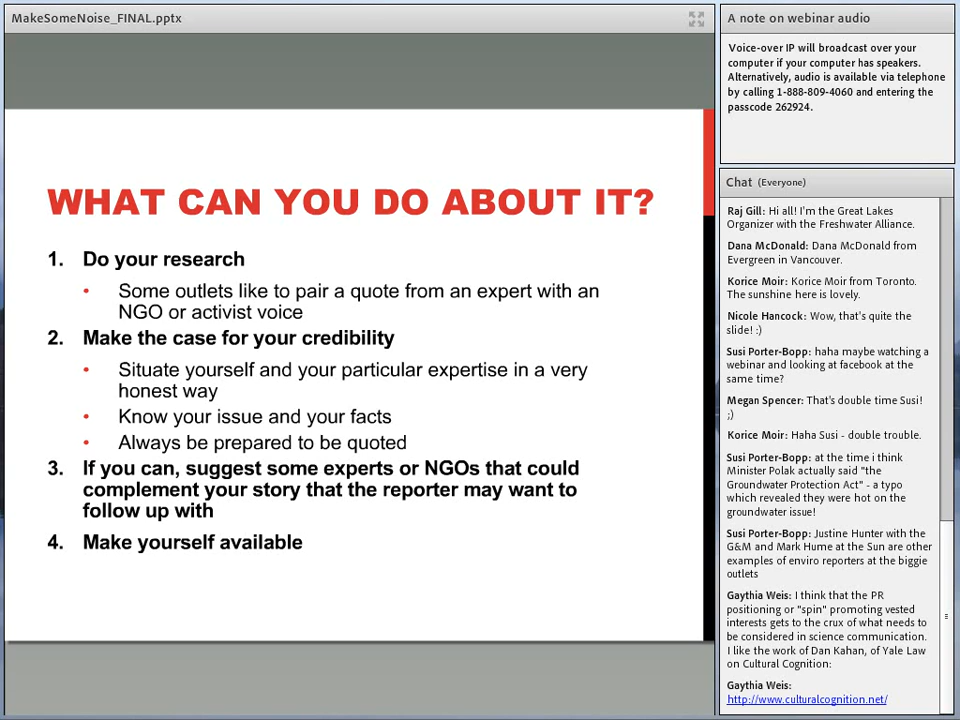 MakeSomeNoise_FINAL.pptx
WHAT CAN YOU DO ABOUT IT?
1. Do your research
• Some outlets like to pair a quote from an expert with an
NGO or activist voice
2. Make the case for your credibility
• Situate yourself and your particular expertise in a very
honest way
• Know your issue and your facts
• Always be prepared to be quoted
3. If you can, suggest some experts or NGOs that could
complement your story that the reporter may want to
follow up with
4. Make yourself available
A note on webinar audio
Voice-over IP will broadcast over your
computer if your computer has speakers.
Alternatively, audio is available via telephone
by calling 1-888-809-4060 and entering the
passcode 262924.
Chat (Everyone)
Raj Gill: Hi all! I'm the Great Lakes
Organizer with the Freshwater Alliance.
Dana McDonald: Dana McDonald from
Evergreen in Vancouver.
Korice Moir: Korice Moir from Toronto.
The sunshine here is lovely.
Nicole Hancock: Wow, that's quite the
slide! :)
Susi Porter-Bopp: haha maybe watching a
webinar and looking at facebook at the
same time?
Megan Spencer: That's double time Susi!
;)
Korice Moir: Haha Susi - double trouble.
Susi Porter-Bopp: at the time i think
Minister Polak actually said "the
Groundwater Protection Act" - a typo
which revealed they were hot on the
groundwater issue!
Susi Porter-Bopp: Justine Hunter with the
G&M and Mark Hume at the Sun are other
examples of enviro reporters at the biggie
outlets
Gaythia Weis: I think that the PR
positioning or "spin" promoting vested
interests gets to the crux of what needs to
be considered in science communication.
I like the work of Dan Kahan, of Yale Law
on Cultural Cognition:
Gaythia Weis:
http://www.culturalcognition.net/